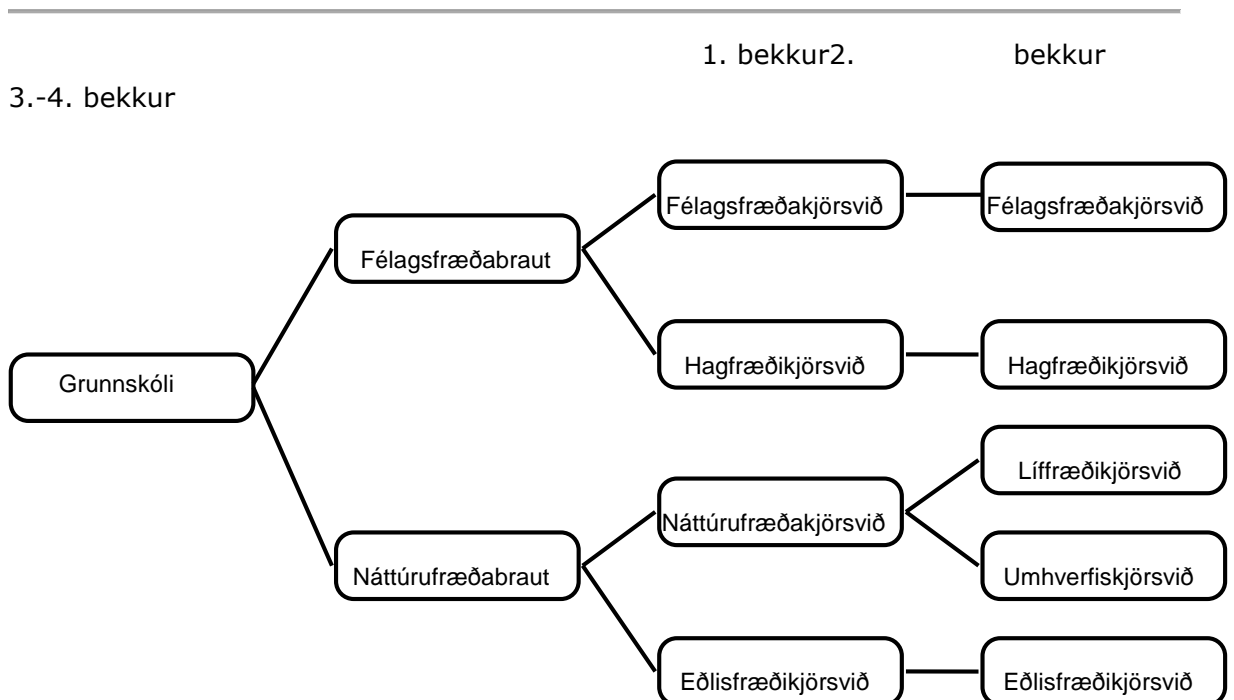 1. bekkur2. bekkur
3.-4. bekkur
Félagsfræðakjörsvið Félagsfræðakjörsvið
Félagsfræðabraut
Hagfræðikjörsvið Hagfræðikjörsvið
Grunnskóli
Líffræðikjörsvið
Náttúrufræðakjörsvið
Náttúrufræðabraut Umhverfiskjörsvið
Eðlisfræðikjörsvið Eðlisfræðikjörsvið